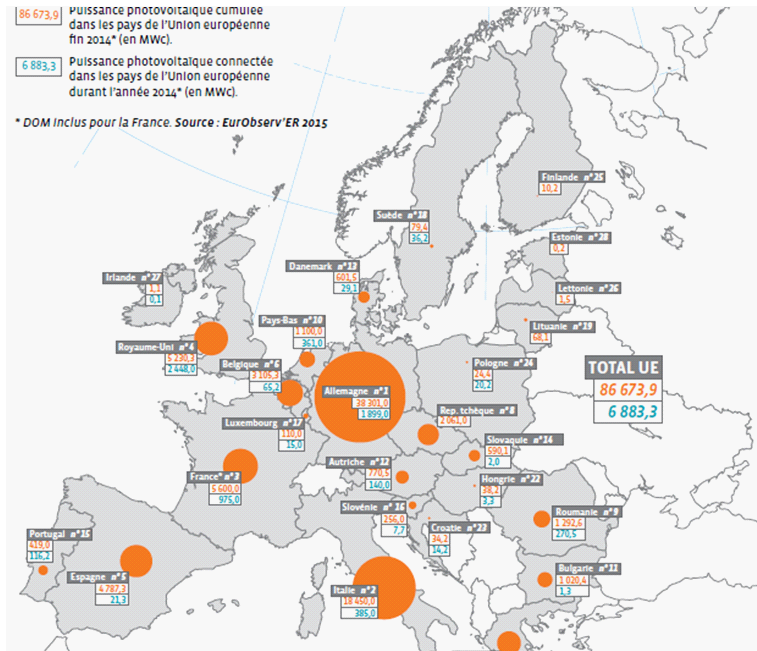 86 673,9
Puissance photovoltaïque cumulée
dans les pays de l'Union européenne
fin 2014* (en MWc).
6 883,3
Puissance photovoltaïque connectée
dans les pays de l'Union européenne
durant l'année 2014* (en MWc).
* DOM inclus pour la France. Source : EurObserv'ER 2015
Finlande n°25
10,2
Suède n°18
79,4
36,2
Estonie n°28
0,2
Danemark n°13
601,5
29,1
Irlande n°27
1,1
0,1
Lettonie n°26
1,5
Pays-Bas n°10
1 100,0
361,0
Lituanie n°19
68,1
Royaume-Uni n°4
5 230,3
2 448,0
Belgique n°6
3 105,3
65,2
Pologne n°24
24,4
20,2
TOTAL UE
86 673,9
6 883,3
Allemagne n°1
38 301,0
1 899,0
Rep. tchèque n°8
2 061,0
Luxembourg n°17
110,0
15,0
Slovaquie n°14
590,1
2,0
Autriche n°12
770,5
140,0
France* n°3
5 600,0
975,0
Hongrie n°22
38,2
3,3
Slovénie n°16
256,0
7,7
Roumanie n°9
1 292,6
270,5
Croatie n°23
34,2
14,2
Portugal n°15
419,0
116,2
Bulgarie n°11
1 020,4
1,3
Espagne n°5
4 787,3
21,3
Italie n°2
18 450,0
385,0